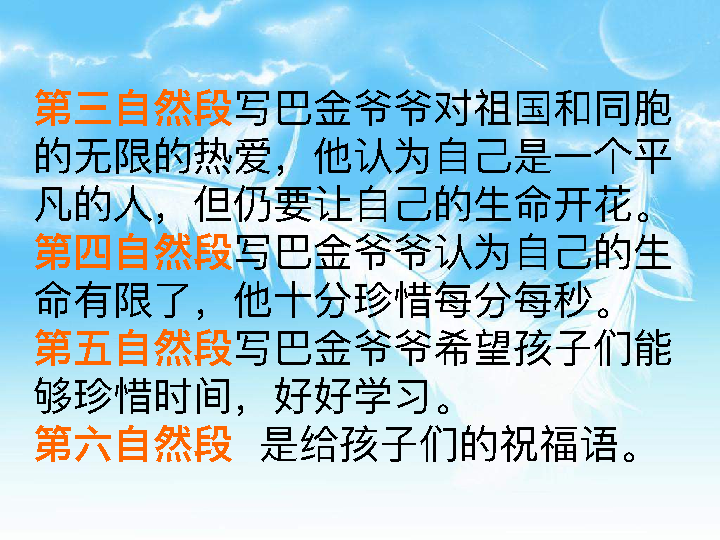 第三自然段写巴金爷爷对祖国和同胞
的无限的热爱，他认为自己是一个平
凡的人，但仍要让自己的生命开花。
第四自然段写巴金爷爷认为自己的生
命有限了，他十分珍惜每分每秒。
第五自然段写巴金爷爷希望孩子们能
够珍惜时间，好好学习。
第六自然段 是给孩子们的祝福语。